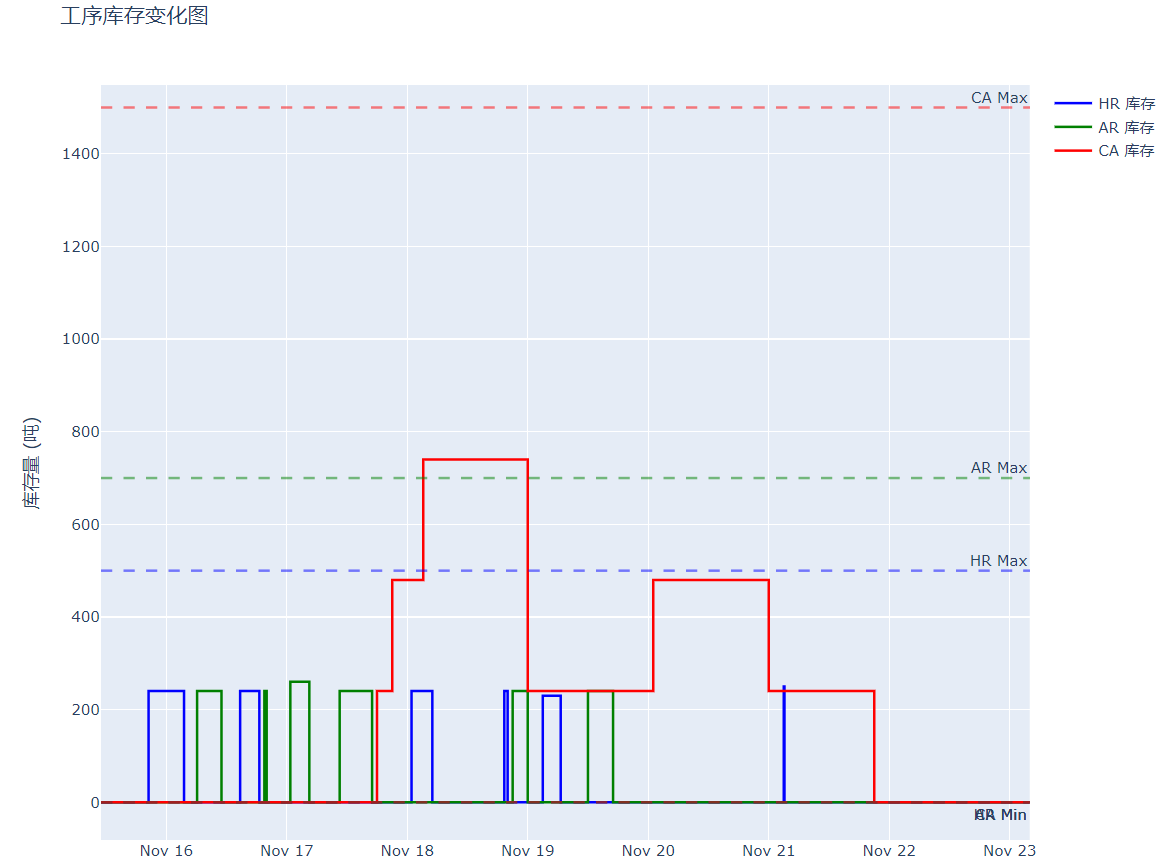 工序库存变化图
CA Max
HR 库存
AR 库存
CA 库存
1400
1200
1000
800
AR Max
600
HR Max
400
200
0
库存量 (吨)
Min
Nov 16
Nov 17
Nov 18
Nov 19
Nov 20
Nov 21
Nov 22
Nov 23